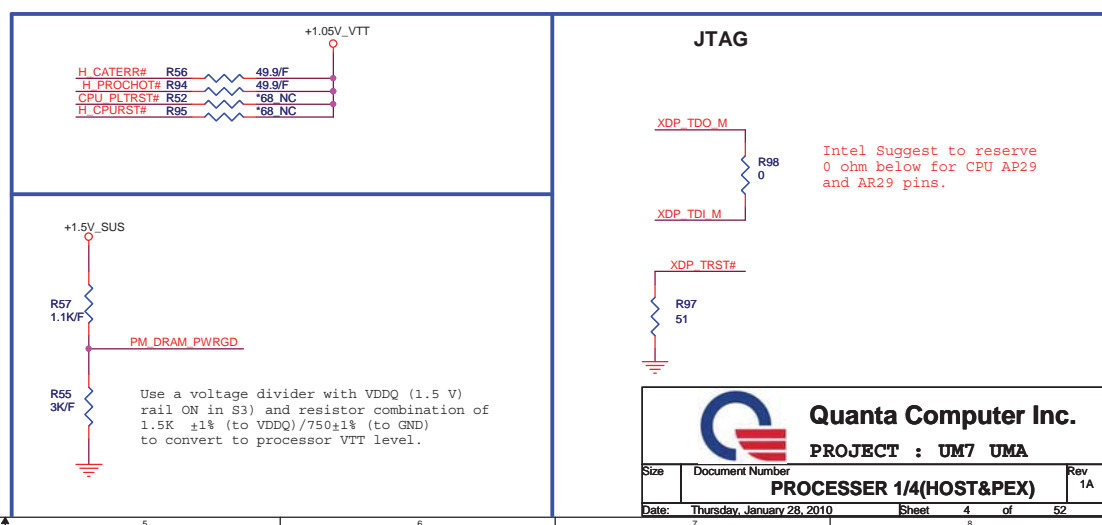 +1.05V_VTT
H_CATERR# R56 49.9/F
H_PROCHOT# R94 49.9/F
CPU_PLTRST# R52 *68_NC
H_CPURST# R95 *68_NC
+1.5V_SUS
R57
1.1K/F
PM_DRAM_PWRGD
R55
3K/F
Use a voltage divider with VDDQ (1.5 V)
rail ON in S3) and resistor combination of
1.5K ±1% (to VDDQ)/750±1% (to GND)
to convert to processor VTT level.
JTAG
XDP_TDO_M
R98
0
Intel Suggest to reserve
0 ohm below for CPU AP29
and AR29 pins.
XDP_TDI_M
XDP_TRST#
R97
51
Quanta Computer Inc.
PROJECT : UM7 UMA
Size Document Number Rev
PROCESSER 1/4(HOST&PEX) 1A
Date: Thursday, January 28, 2010 Sheet 4 of 52
5 6 7 8